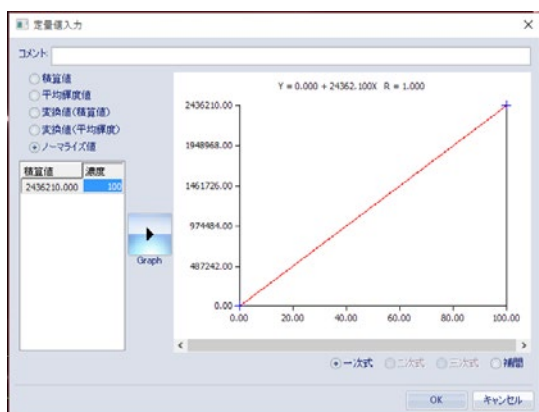 定量値入力
コメント
積算値
平均輝度値
変換値(積算値)
変換値(平均輝度)
ノーマライズ値
積算値 濃度
2436210.000 100
Graph
Y = 0.000 + 24362.100X R = 1.000
2436210.00
1948968.00
1461726.00
974484.00
487242.00
0.00
0.00 20.00 40.00 60.00 80.00 100.00
一次式 二次式 三次式 補間
OK キャンセル